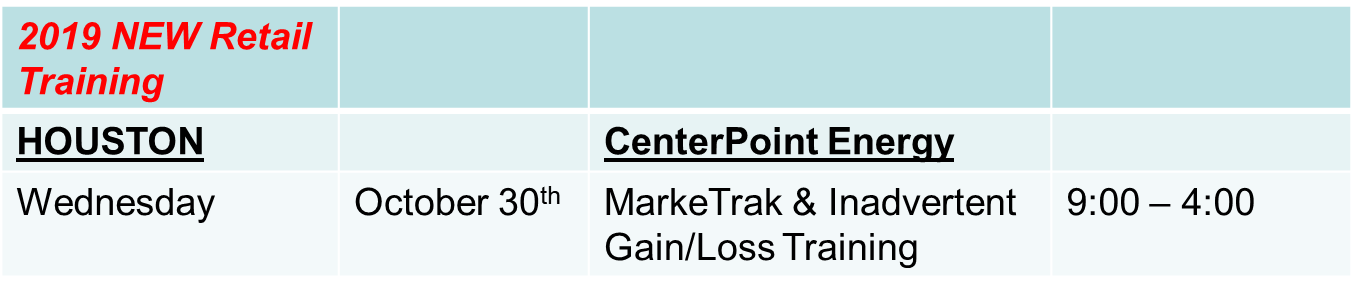 2019 NEW Retail
Training
HOUSTON CenterPoint Energy
Wednesday October 30th MarkeTrak & Inadvertent 9:00 – 4:00
Gain/Loss Training